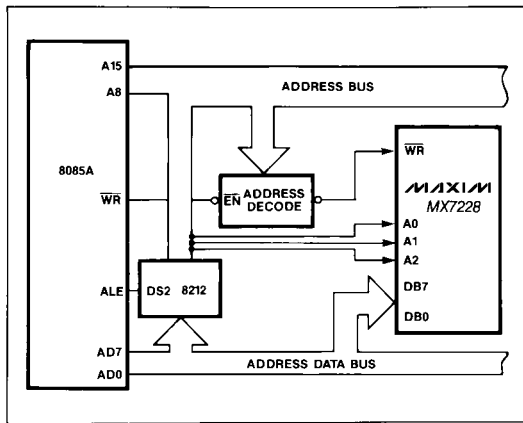 A15
ADDRESS BUS
A8
8085A
WR
EN ADDRESS
DECODE
WR
MAXIM
MX7228
A0
A1
A2
ALE
DS2 8212
DB7
DB0
AD7
AD0
ADDRESS DATA BUS